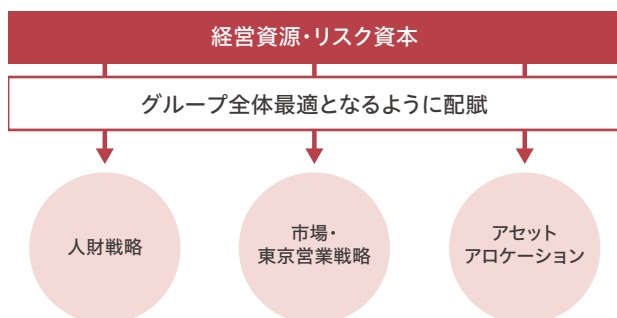 経営資源・リスク資本
グループ全体最適となるように配賦
人財戦略
市場・
東京営業戦略
アセット
アロケーション